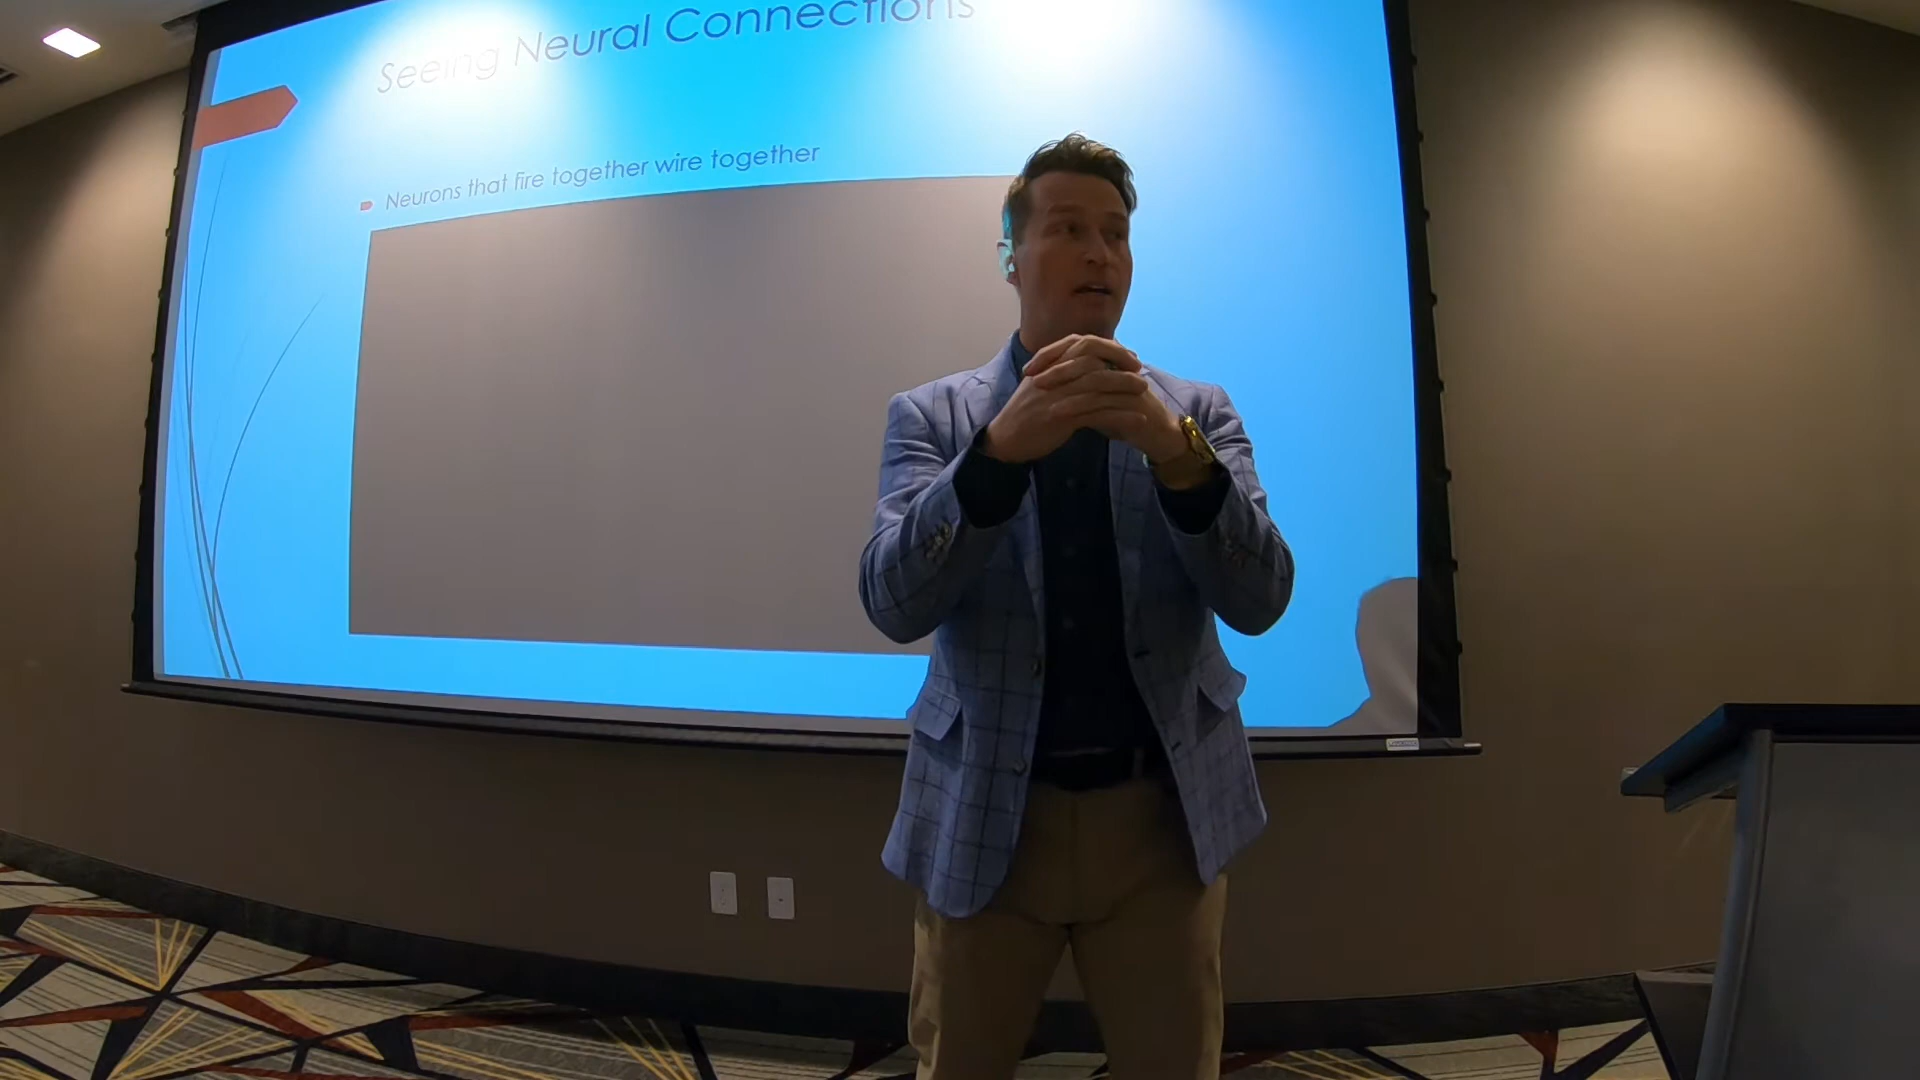 Seeing Neural Connections
Neurons that fire together wire together